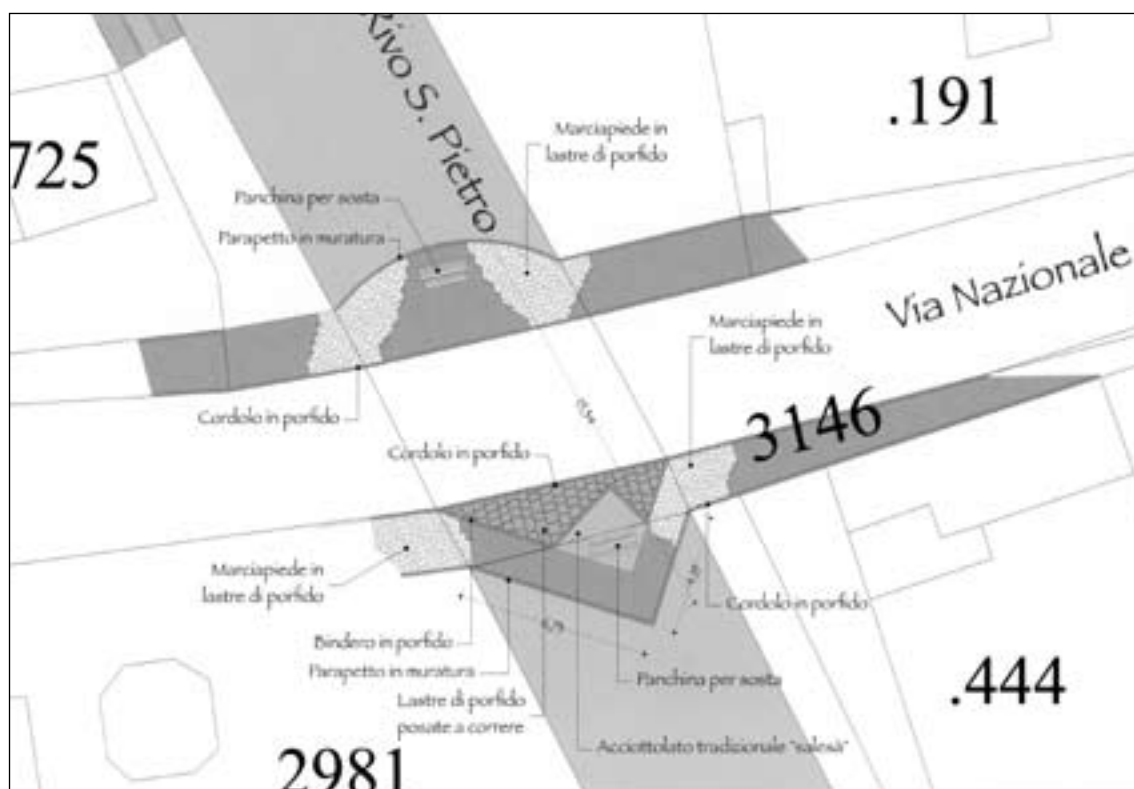 Rivo S. Pietro
.191
725
Marciapiede in
lastre di porfido
Panchina per sosta
Parapetto in muratura
Via Nazionale
Marciapiede in
lastre di porfido
Cordolo in porfido
3146
Cordolo in porfido
Marciapiede in
lastre di porfido
Cordolo in porfido
Bindero in porfido
Parapetto in muratura
Panchina per sosta
.444
Lastre di porfido
posate a correre
Acciottolato tradizionale "salesà"
2981